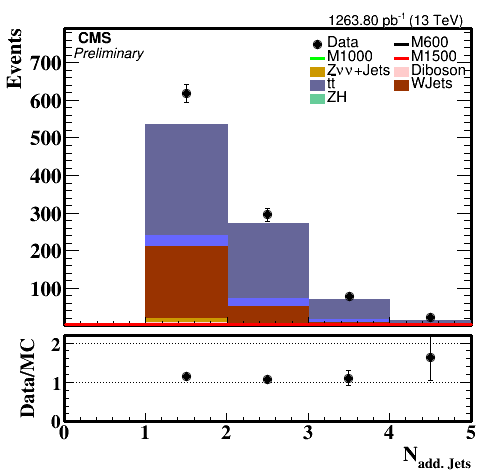 1263.80 pb⁻¹ (13 TeV)
CMS
Preliminary
Data
M600
M1000
M1500
Zνν+Jets
Diboson
tt
WJets
ZH
Events
700
600
500
400
300
200
100
Data/MC
2
1
0
0 1 2 3 4 5
N_add. Jets